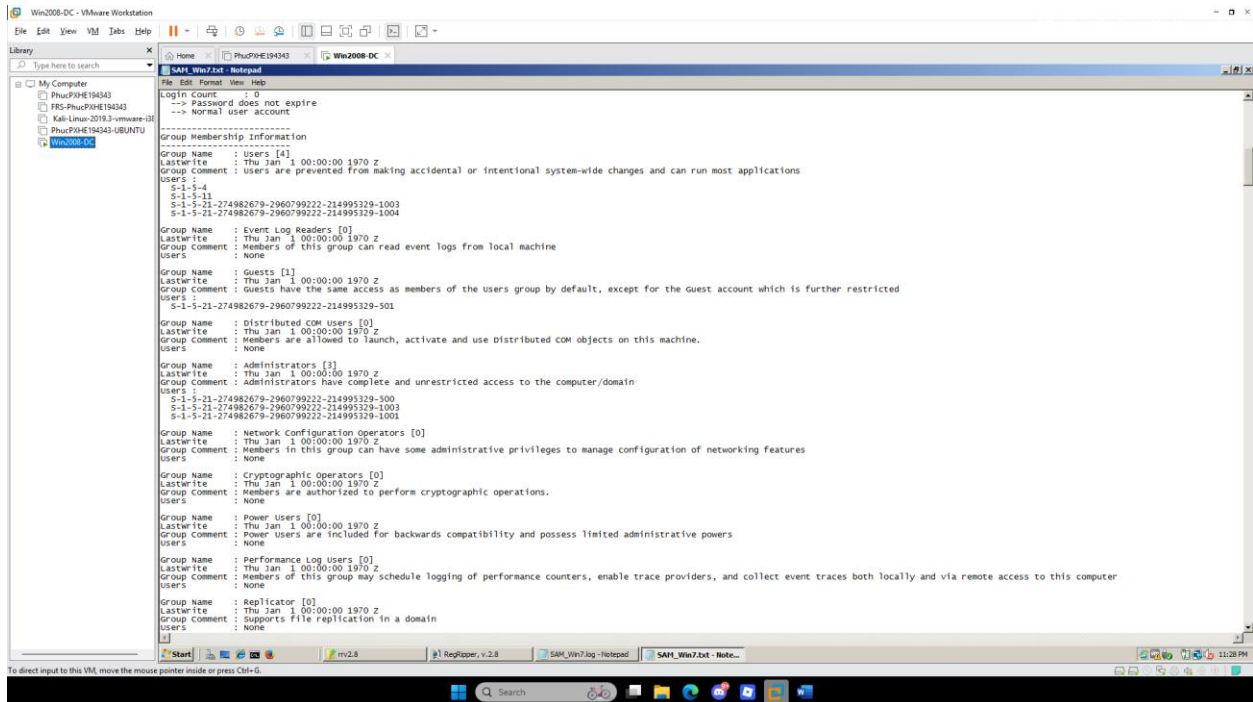 Win2008-DC - VMware Workstation
File Edit View VM Tabs Help
Library
Type here to search
My Computer
PhucPXHE194343
FRS-PhucPXHE194343
Kali-Linux-2019.3-vmware-i38
PhucPXHE194343-UBUNTU
Win2008-DC
Home
PhucPXHE194343
Win2008-DC
SAM_Win7.txt - Notepad
File Edit Format View Help
Login Count : 0
--> Password does not expire
--> Normal user account
-------------------------
Group Membership Information
-------------------------
Group Name : Users [4]
LastWrite : Thu Jan 1 00:00:00 1970 Z
Group Comment : Users are prevented from making accidental or intentional system-wide changes and can run most applications
Users :
S-1-5-4
S-1-5-11
S-1-5-21-274982679-2960799222-214995329-1003
S-1-5-21-274982679-2960799222-214995329-1004
Group Name : Event Log Readers [0]
LastWrite : Thu Jan 1 00:00:00 1970 Z
Group Comment : Members of this group can read event logs from local machine
Users : None
Group Name : Guests [1]
LastWrite : Thu Jan 1 00:00:00 1970 Z
Group Comment : Guests have the same access as members of the Users group by default, except for the Guest account which is further restricted
Users :
S-1-5-21-274982679-2960799222-214995329-501
Group Name : Distributed COM Users [0]
LastWrite : Thu Jan 1 00:00:00 1970 Z
Group Comment : Members are allowed to launch, activate and use Distributed COM objects on this machine.
Users : None
Group Name : Administrators [3]
LastWrite : Thu Jan 1 00:00:00 1970 Z
Group Comment : Administrators have complete and unrestricted access to the computer/domain
Users :
S-1-5-21-274982679-2960799222-214995329-500
S-1-5-21-274982679-2960799222-214995329-1003
S-1-5-21-274982679-2960799222-214995329-1001
Group Name : Network Configuration Operators [0]
LastWrite : Thu Jan 1 00:00:00 1970 Z
Group Comment : Members in this group can have some administrative privileges to manage configuration of networking features
Users : None
Group Name : Cryptographic Operators [0]
LastWrite : Thu Jan 1 00:00:00 1970 Z
Group Comment : Members are authorized to perform cryptographic operations.
Users : None
Group Name : Power Users [0]
LastWrite : Thu Jan 1 00:00:00 1970 Z
Group Comment : Power Users are included for backwards compatibility and possess limited administrative powers
Users : None
Group Name : Performance Log Users [0]
LastWrite : Thu Jan 1 00:00:00 1970 Z
Group Comment : Members of this group may schedule logging of performance counters, enable trace providers, and collect event traces both locally and via remote access to this computer
Users : None
Group Name : Replicator [0]
LastWrite : Thu Jan 1 00:00:00 1970 Z
Group Comment : Supports file replication in a domain
Users : None
Start
rrv2.8
RegRipper, v.2.8
SAM_Win7.log - Notepad
SAM_Win7.txt - Note...
11:28 PM
To direct input to this VM, move the mouse pointer inside or press Ctrl+G.
Search